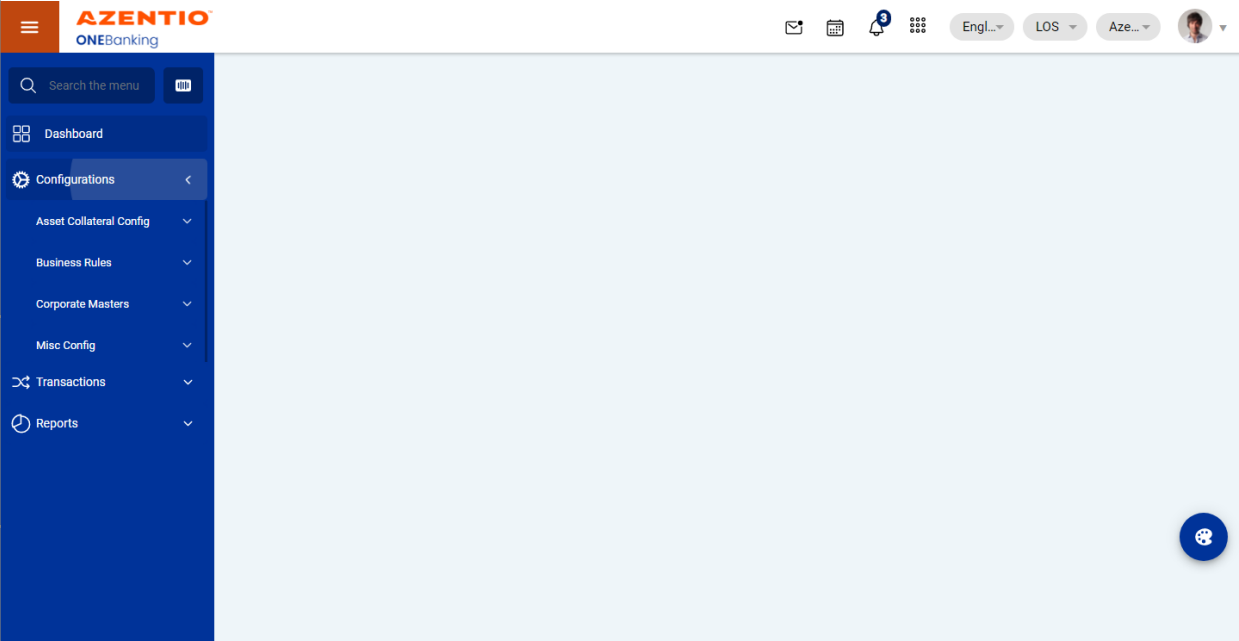 AZENTIO
ONEBanking
3
Engl...
LOS
Aze...
Search the menu
Dashboard
Configurations
Asset Collateral Config
Business Rules
Corporate Masters
Misc Config
Transactions
Reports